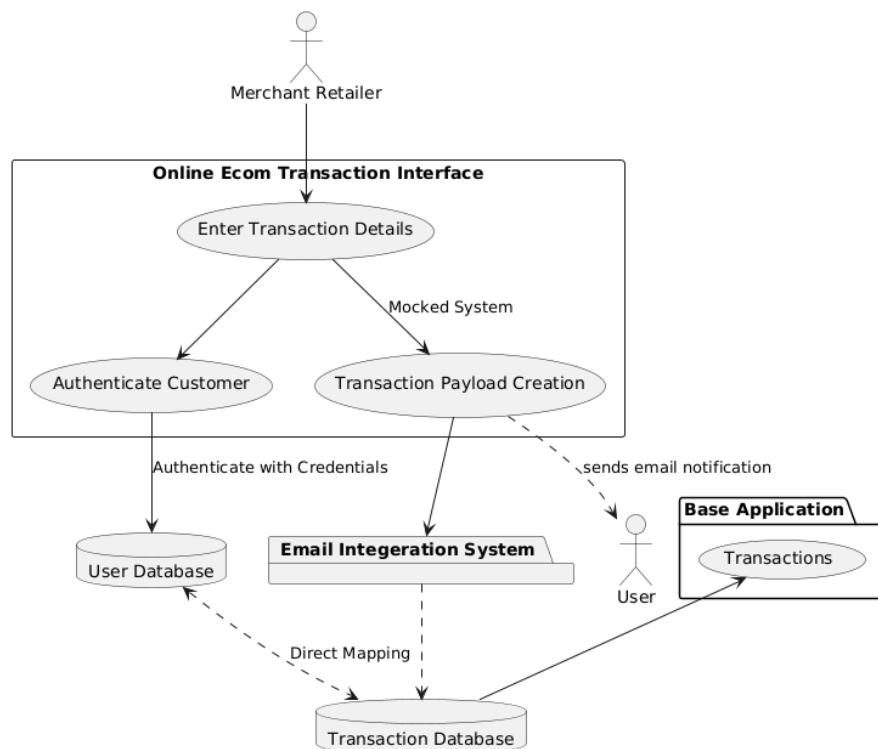 Merchant Retailer
Online Ecom Transaction Interface
Enter Transaction Details
Mocked System
Authenticate Customer
Transaction Payload Creation
Authenticate with Credentials
sends email notification
Base Application
Transactions
Email Integeration System
User Database
User
Direct Mapping
Transaction Database